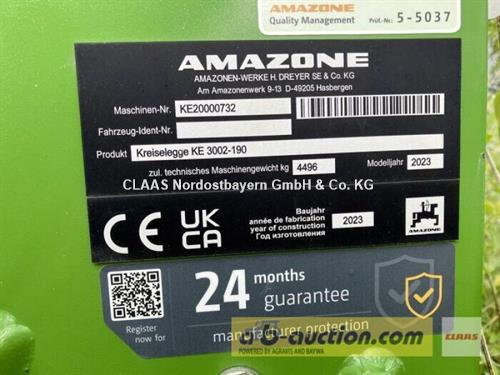 AMAZONE
Quality Management Prüf.-Nr.: 5-5037
AMAZONE
AMAZONEN-WERKE H. DREYER SE & Co. KG
Am Amazonenwerk 9-13 D-49205 Hasbergen
Maschinen-Nr. KE20000732
Fahrzeug-Ident-Nr.
Produkt Kreiselegge KE 3002-190
zul. technisches Maschinengewicht kg 4496 Modelljahr 2023
CLAAS Nordostbayern GmbH & Co. KG
CE UK CA
Baujahr
année de fabrication
year of construction
Год изготовления
2023
AMAZONE
Register
now for
24 months
guarantee
manufacturer protection
ab-auction.com
POWERED BY AGRAVIS AND BAYWA
CLAAS